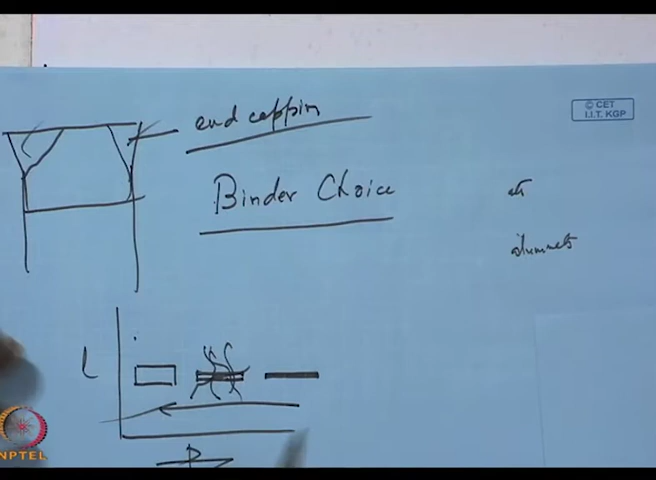 © CET
I.I.T. KGP
end cappin
Binder Choice
L
P
NPTEL